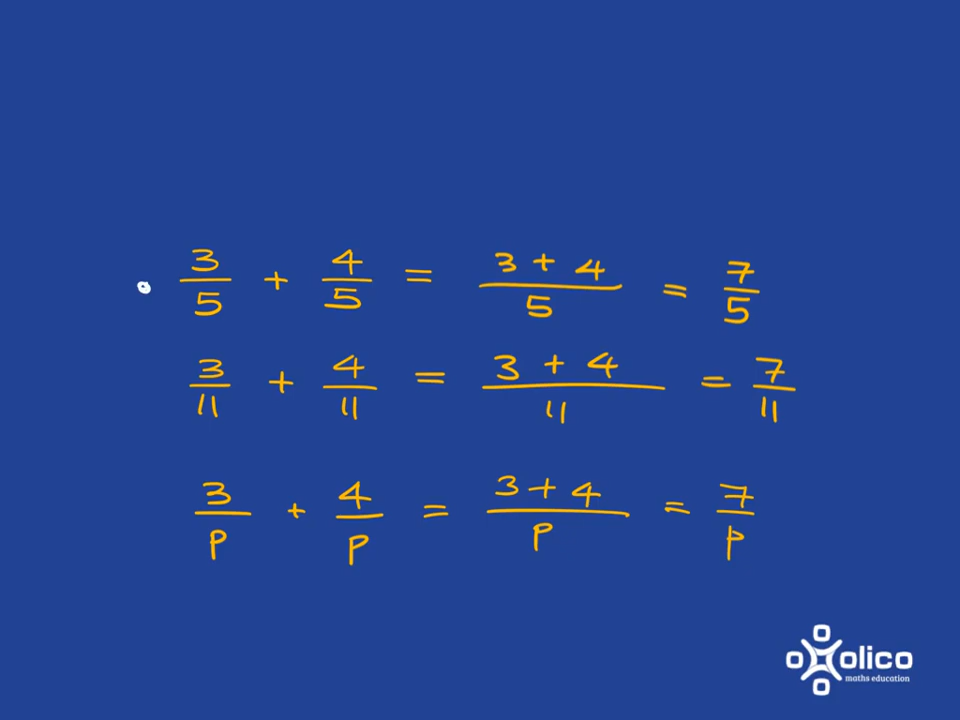 3/5 + 4/5 = (3 + 4)/5 = 7/5
3/11 + 4/11 = (3 + 4)/11 = 7/11
3/p + 4/p = (3 + 4)/p = 7/p
olico
maths education